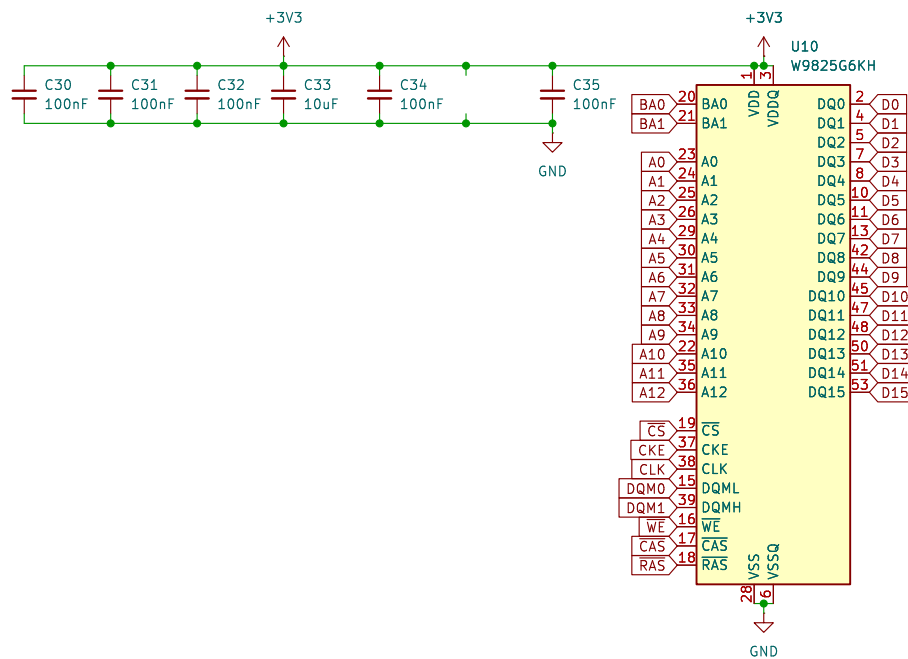 +3V3
+3V3
U10
W9825G6KH
C30
100nF
C31
100nF
C32
100nF
C33
10uF
C34
100nF
C35
100nF
GND
1
3
VDD
VDDQ
BA0 20 BA0
BA1 21 BA1
A0 23 A0
A1 24 A1
A2 25 A2
A3 26 A3
A4 29 A4
A5 30 A5
A6 31 A6
A7 32 A7
A8 33 A8
A9 34 A9
A10 22 A10
A11 35 A11
A12 36 A12
CS 19 CS
CKE 37 CKE
CLK 38 CLK
DQM0 15 DQML
DQM1 39 DQMH
WE 16 WE
CAS 17 CAS
RAS 18 RAS
DQ0 2 D0
DQ1 4 D1
DQ2 5 D2
DQ3 7 D3
DQ4 8 D4
DQ5 10 D5
DQ6 11 D6
DQ7 13 D7
DQ8 42 D8
DQ9 44 D9
DQ10 45 D10
DQ11 47 D11
DQ12 48 D12
DQ13 50 D13
DQ14 51 D14
DQ15 53 D15
VSS
VSSQ
28
6
GND